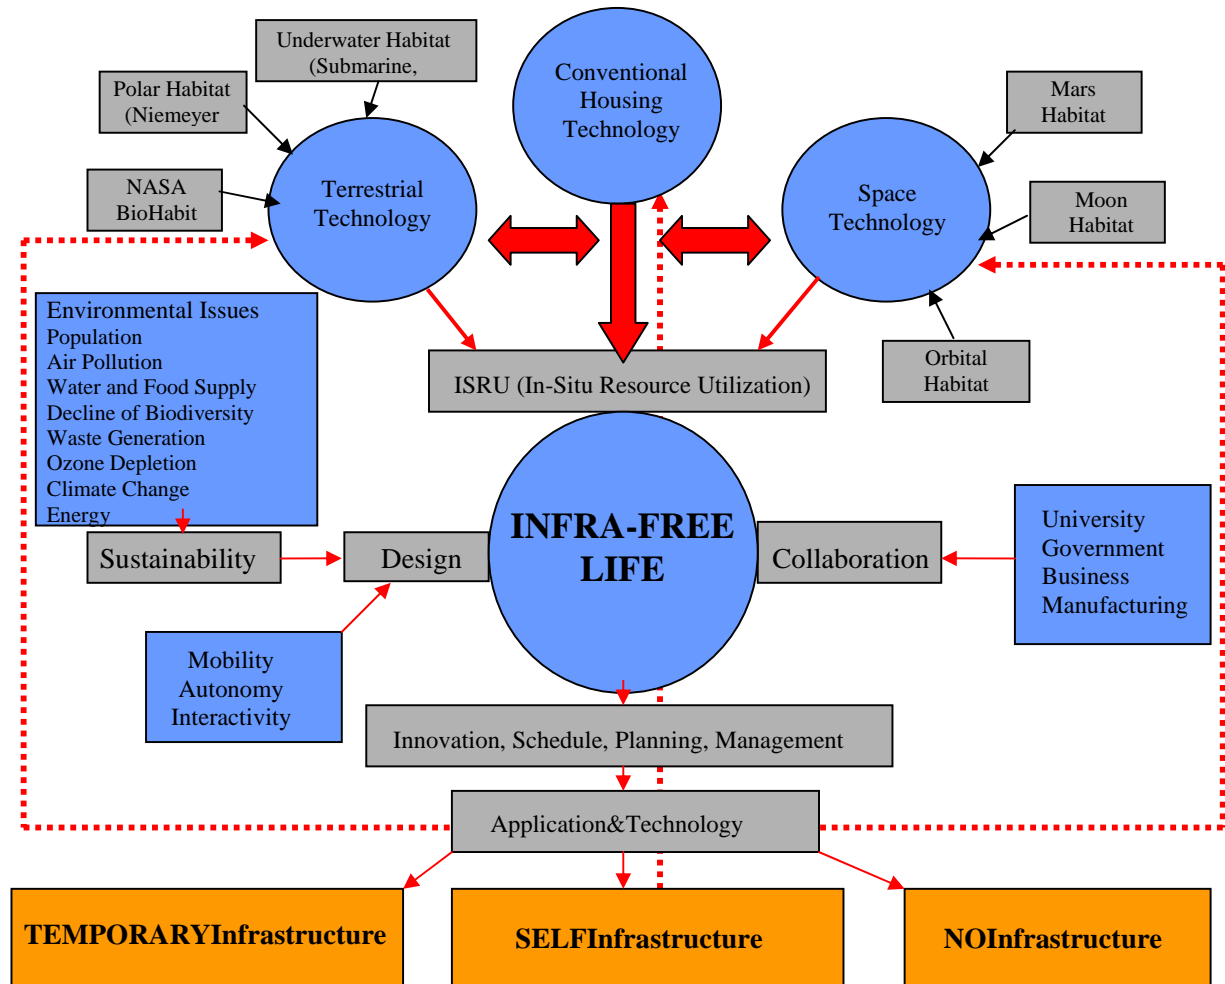 Underwater Habitat
(Submarine,
Conventional
Housing
Technology
Polar Habitat
(Niemeyer
Mars
Habitat
NASA
BioHabit
Terrestrial
Technology
Space
Technology
Moon
Habitat
Environmental Issues
Population
Air Pollution
Water and Food Supply
Decline of Biodiversity
Waste Generation
Ozone Depletion
Climate Change
Energy
ISRU (In-Situ Resource Utilization)
Orbital
Habitat
Sustainability
Design
INFRA-FREE
LIFE
Collaboration
University
Government
Business
Manufacturing
Mobility
Autonomy
Interactivity
Innovation, Schedule, Planning, Management
Application&Technology
TEMPORARYInfrastructure
SELFInfrastructure
NOInfrastructure